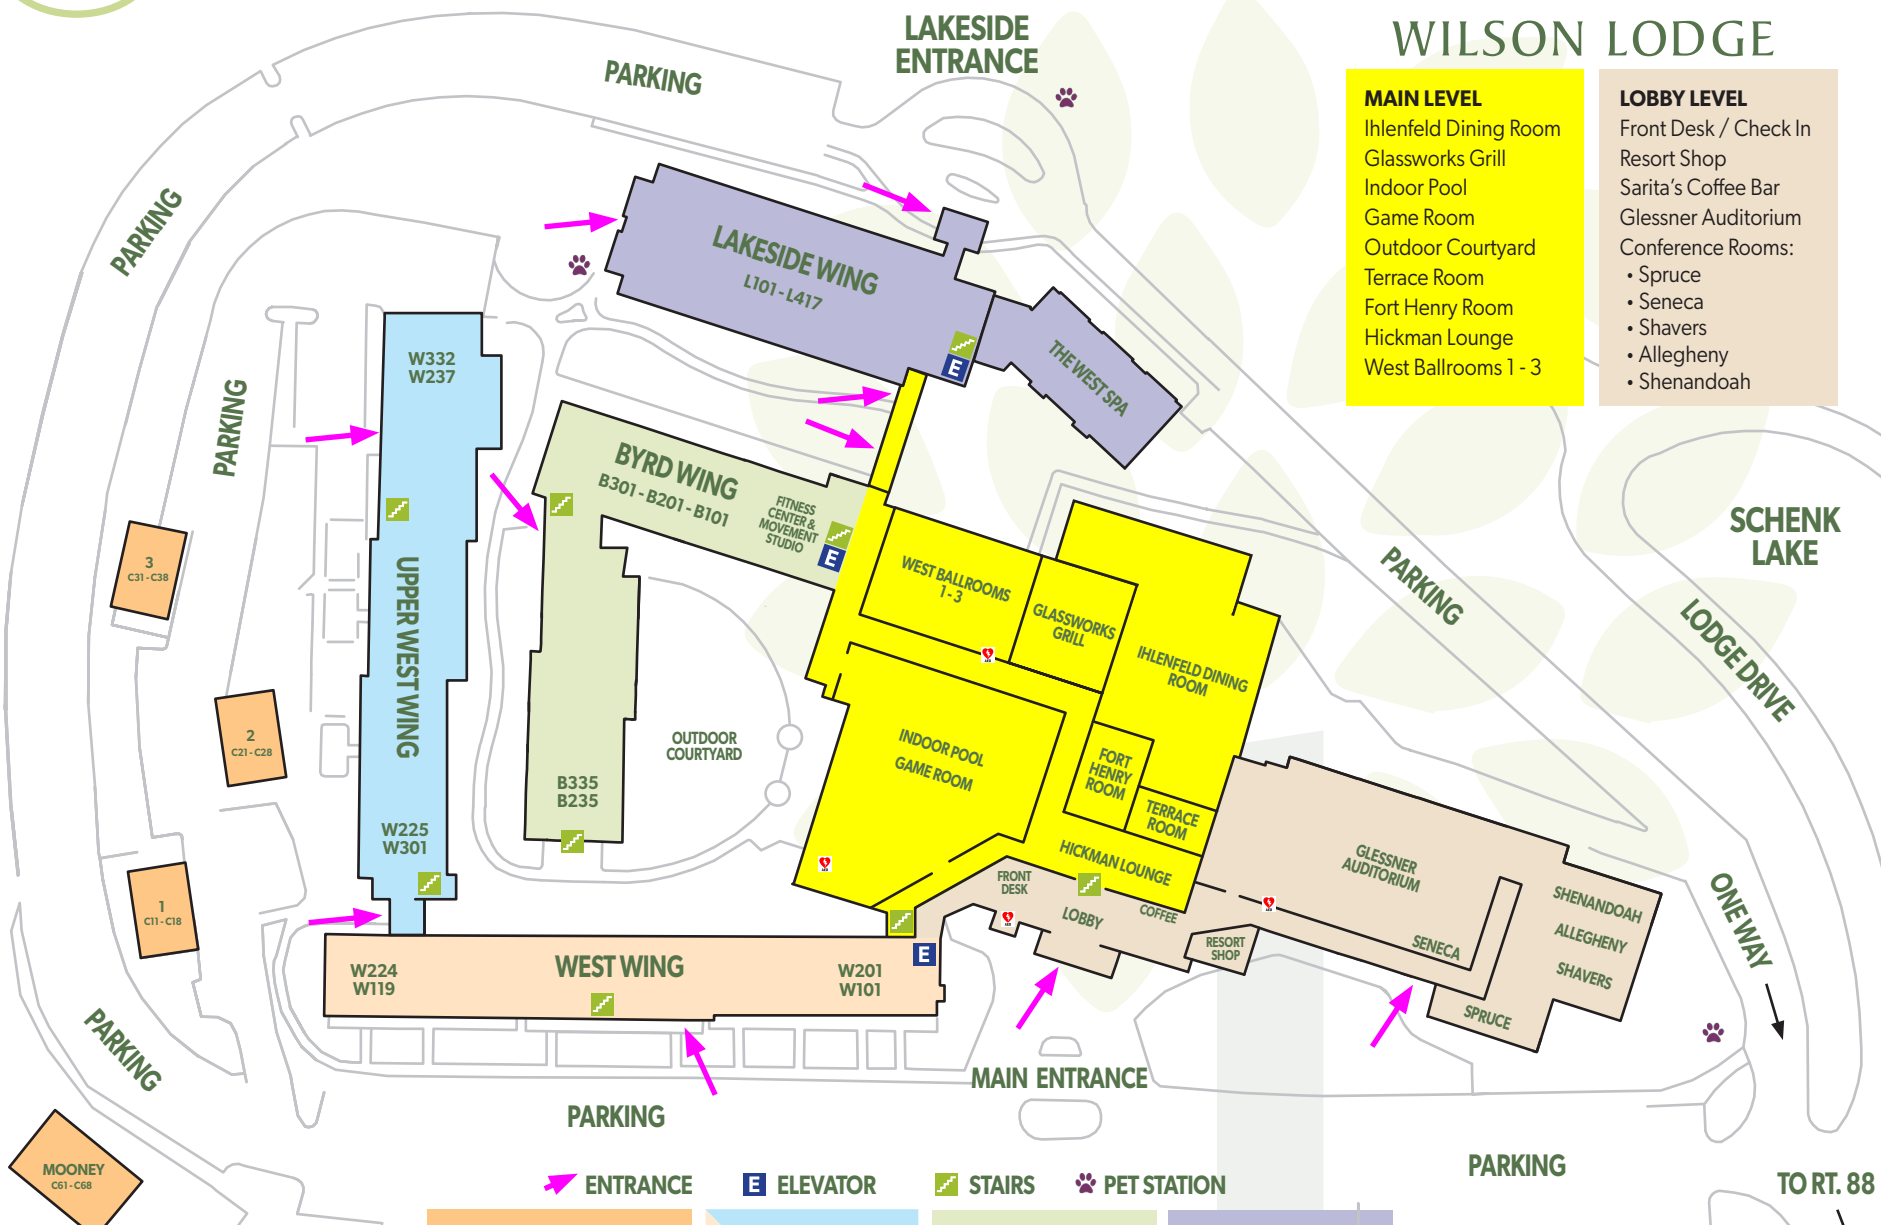 WILSON LODGE
MAIN LEVEL
Ihlenfeld Dining Room
Glassworks Grill
Indoor Pool
Game Room
Outdoor Courtyard
Terrace Room
Fort Henry Room
Hickman Lounge
West Ballrooms 1 - 3
LOBBY LEVEL
Front Desk / Check In
Resort Shop
Sarita's Coffee Bar
Glessner Auditorium
Conference Rooms:
• Spruce
• Seneca
• Shavers
• Allegheny
• Shenandoah
LAKESIDE
ENTRANCE
PARKING
PARKING
PARKING
LAKESIDE WING
L101 - L417
E
THE WEST SPA
W332
W237
UPPER WEST WING
W225
W301
BYRD WING
B301 - B201 - B101
FITNESS
CENTER &
MOVEMENT
STUDIO
E
B335
B235
OUTDOOR
COURTYARD
WEST BALLROOMS
1 - 3
GLASSWORKS
GRILL
IHLENFELD DINING
ROOM
INDOOR POOL
GAME ROOM
FORT
HENRY
ROOM
TERRACE
ROOM
HICKMAN LOUNGE
FRONT
DESK
LOBBY
COFFEE
RESORT
SHOP
GLESSNER
AUDITORIUM
SENECA
SHENANDOAH
ALLEGHENY
SHAVERS
SPRUCE
SCHENK
LAKE
PARKING
LODGE DRIVE
ONE WAY
3
C31 - C38
2
C21 - C28
1
C11 - C18
W224
W119
WEST WING
W201
W101
E
PARKING
MAIN ENTRANCE
PARKING
PARKING
TO RT. 88
MOONEY
C61 - C68
ENTRANCE
E ELEVATOR
STAIRS
PET STATION